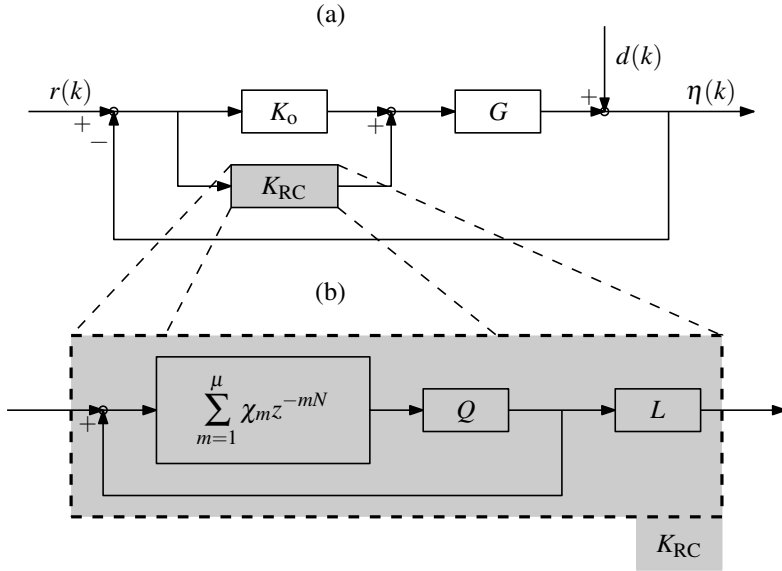 (a)
r(k)
+
−
K_o
+
G
+
d(k)
η(k)
K_RC
(b)
+
∑_{m=1}^{μ} χ_m z^{−mN}
Q
L
K_RC